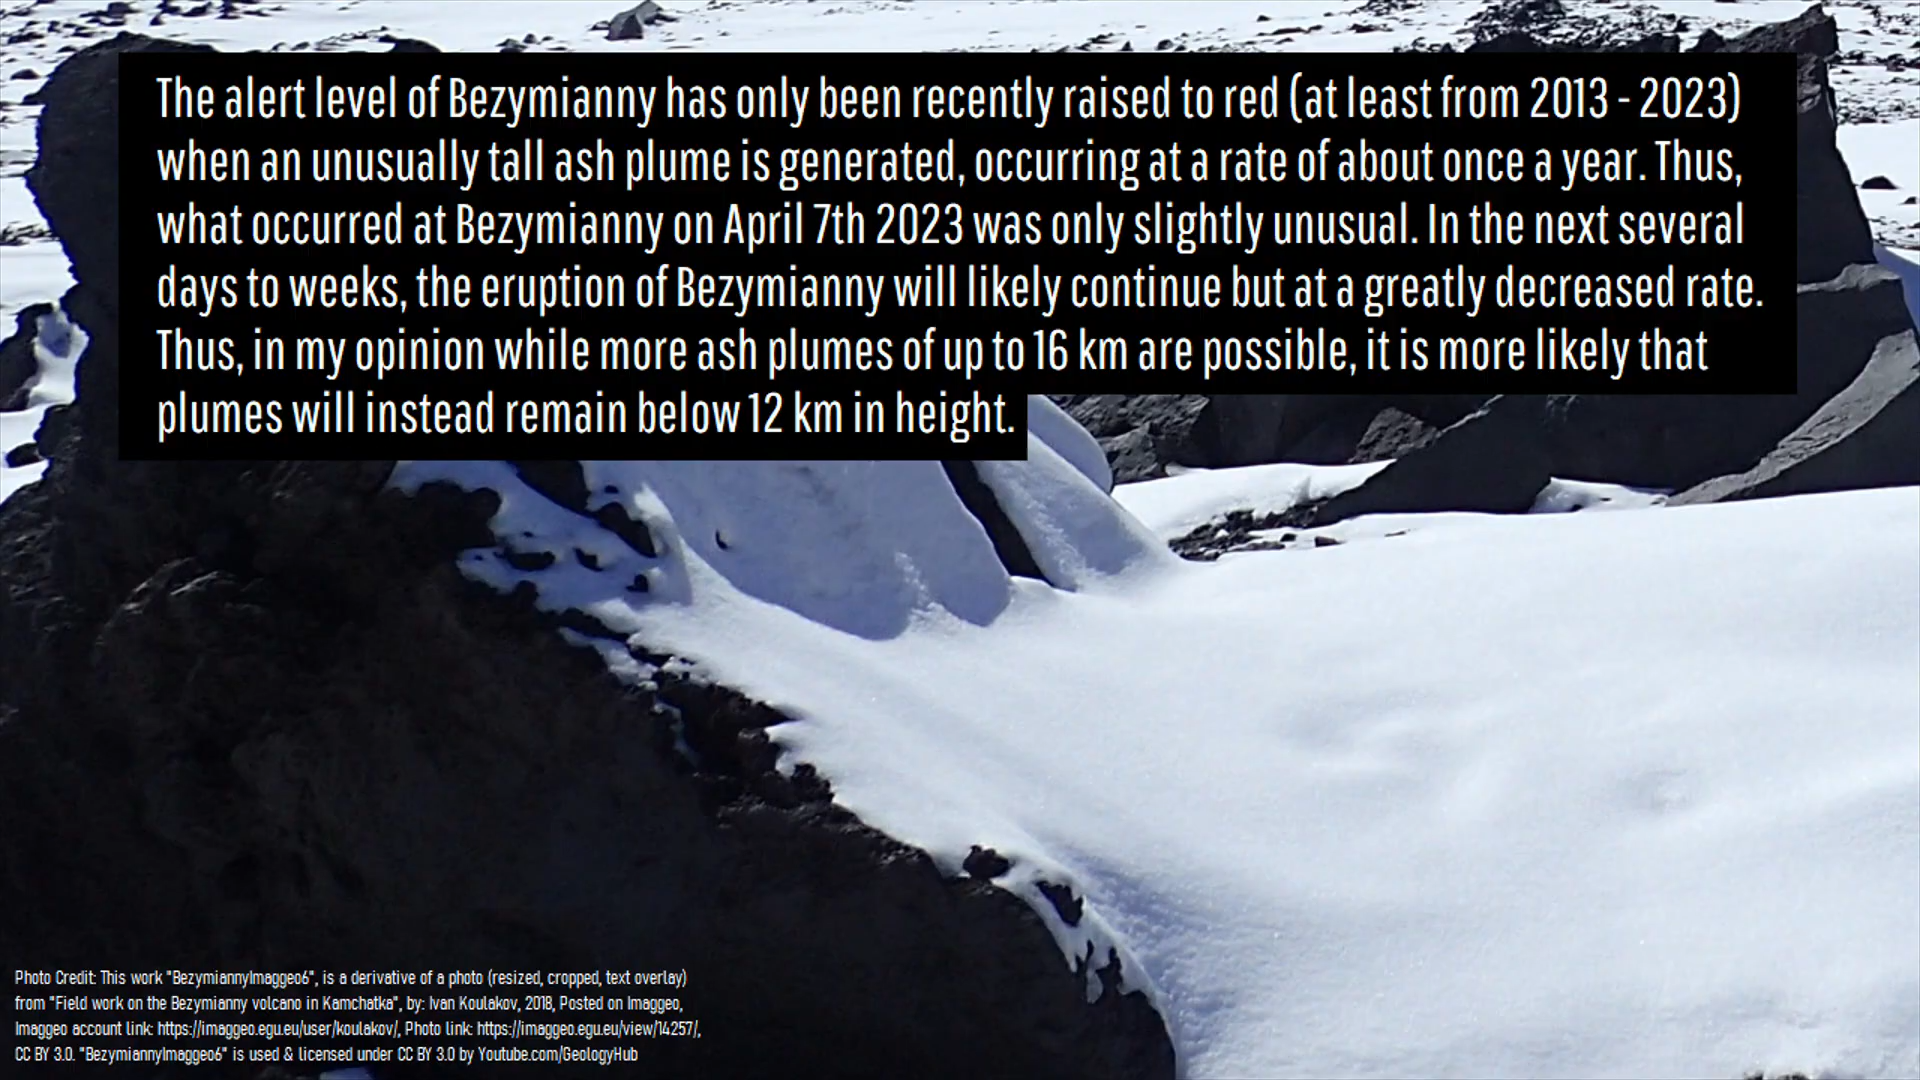 The alert level of Bezymianny has only been recently raised to red (at least from 2013 - 2023)
when an unusually tall ash plume is generated, occurring at a rate of about once a year. Thus,
what occurred at Bezymianny on April 7th 2023 was only slightly unusual. In the next several
days to weeks, the eruption of Bezymianny will likely continue but at a greatly decreased rate.
Thus, in my opinion while more ash plumes of up to 16 km are possible, it is more likely that
plumes will instead remain below 12 km in height.
Photo Credit: This work "BezymiannyImaggeo6", is a derivative of a photo (resized, cropped, text overlay)
from "Field work on the Bezymianny volcano in Kamchatka", by: Ivan Koulakov, 2018, Posted on Imaggeo,
Imaggeo account link: https://imaggeo.egu.eu/user/koulakov/, Photo link: https://imaggeo.egu.eu/view/14257/,
CC BY 3.0. "BezymiannyImaggeo6" is used & licensed under CC BY 3.0 by Youtube.com/GeologyHub